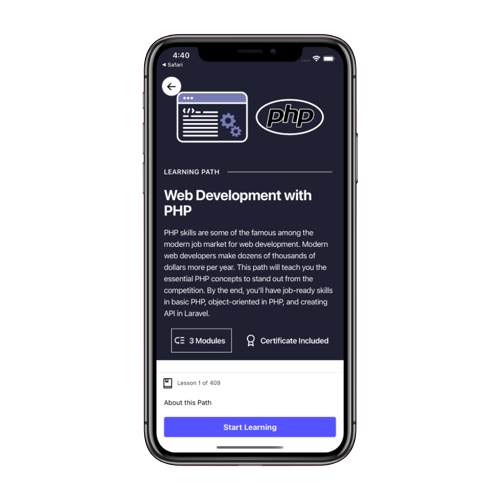 4:40
◀ Safari
php
LEARNING PATH
Web Development with
PHP
PHP skills are some of the famous among the
modern job market for web development. Modern
web developers make dozens of thousands of
dollars more per year. This path will teach you the
essential PHP concepts to stand out from the
competition. By the end, you'll have job-ready skills
in basic PHP, object-oriented in PHP, and creating
API in Laravel.
3 Modules
Certificate Included
Lesson 1 of 409
About this Path
Start Learning